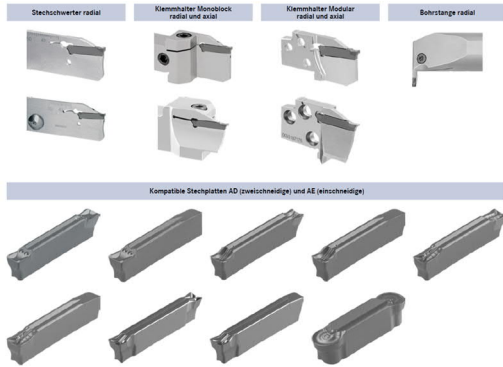 Stechschwerter radial
Klemmhalter Monoblock
radial und axial
Klemmhalter Modular
radial und axial
Bohrstange radial
Kompatible Stechplatten AD (zweischneidige) und AE (einschneidige)